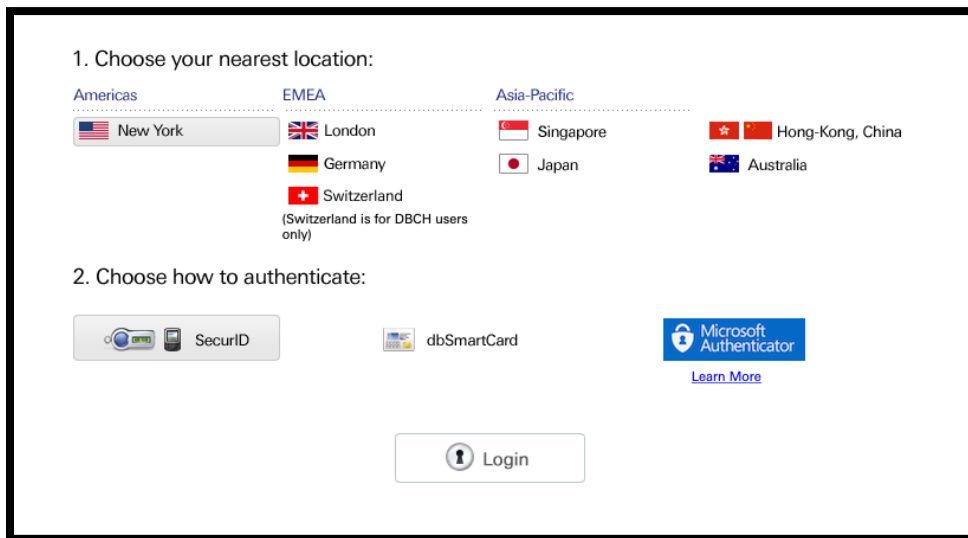 1. Choose your nearest location:
Americas
EMEA
Asia-Pacific
New York
London
Singapore
Hong-Kong, China
Germany
Japan
Australia
Switzerland
(Switzerland is for DBCH users
only)
2. Choose how to authenticate:
SecurID
dbSmartCard
Microsoft
Authenticator
Learn More
Login